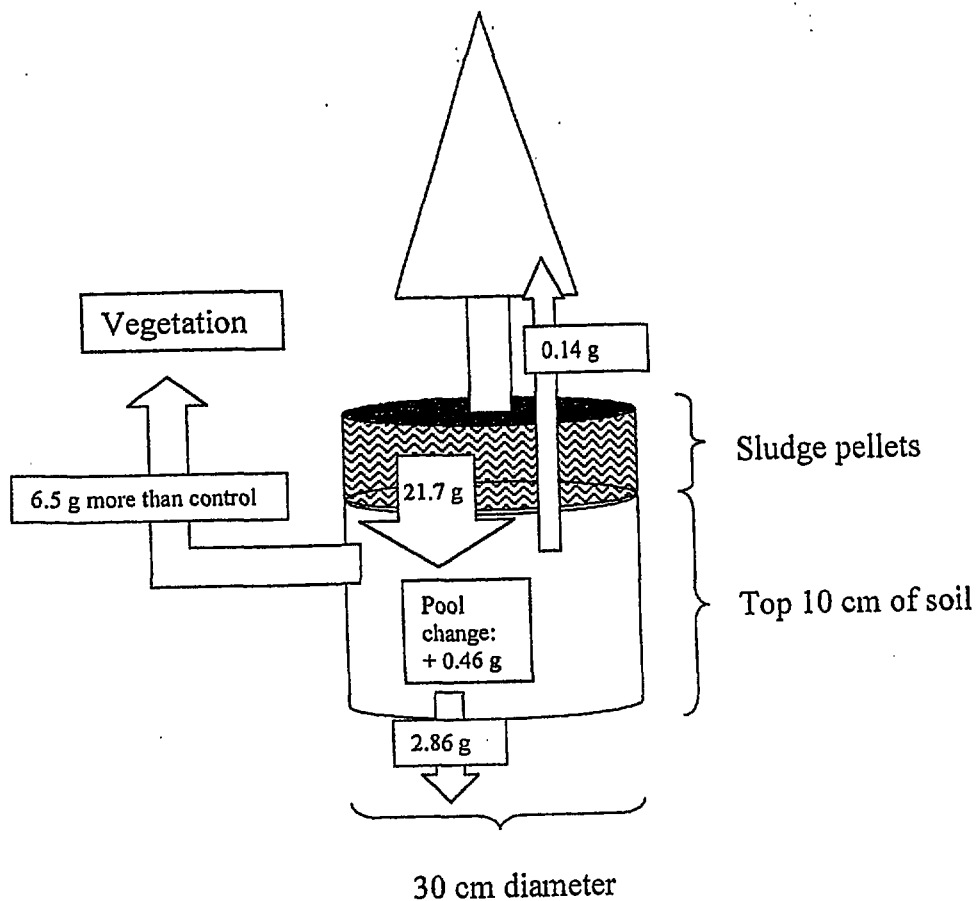 Vegetation
0.14 g
Sludge pellets
6.5 g more than control
21.7 g
Top 10 cm of soil
Pool
change:
+ 0.46 g
2.86 g
30 cm diameter